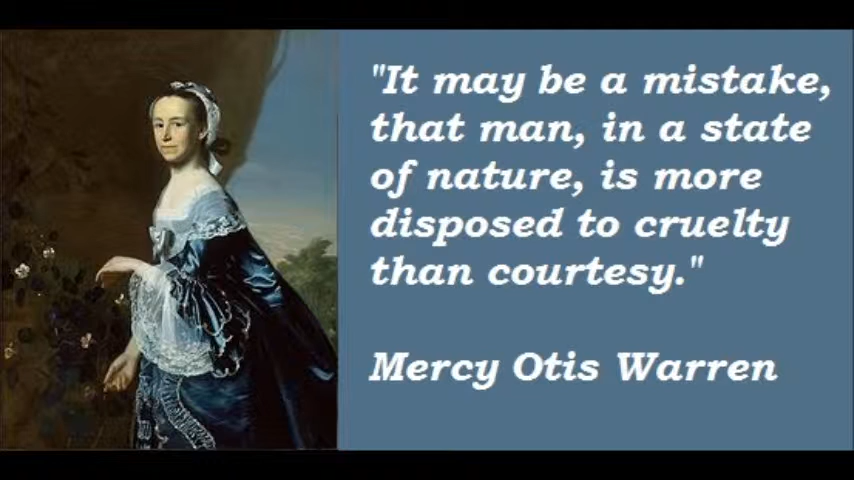 "It may be a mistake,
that man, in a state
of nature, is more
disposed to cruelty
than courtesy."
Mercy Otis Warren